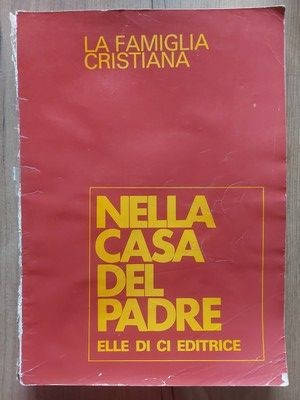 LA FAMIGLIA
CRISTIANA
NELLA
CASA
DEL
PADRE
ELLE DI CI EDITRICE